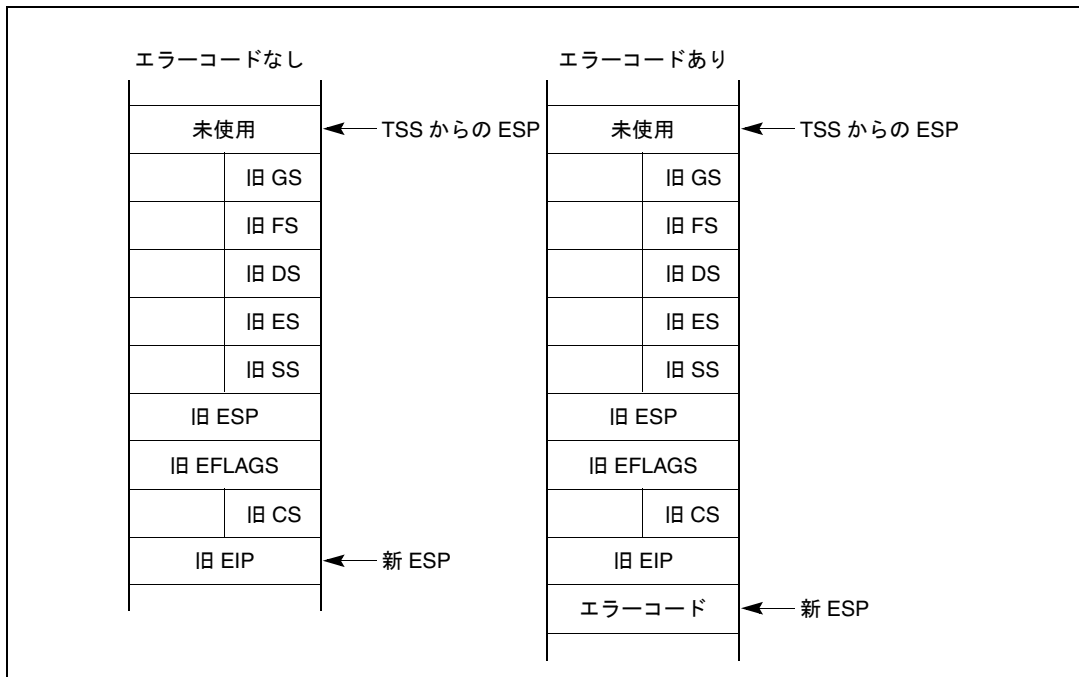 エラーコードなし
未使用
TSS からの ESP
旧 GS
旧 FS
旧 DS
旧 ES
旧 SS
旧 ESP
旧 EFLAGS
旧 CS
旧 EIP
新 ESP
エラーコードあり
未使用
TSS からの ESP
旧 GS
旧 FS
旧 DS
旧 ES
旧 SS
旧 ESP
旧 EFLAGS
旧 CS
旧 EIP
エラーコード
新 ESP